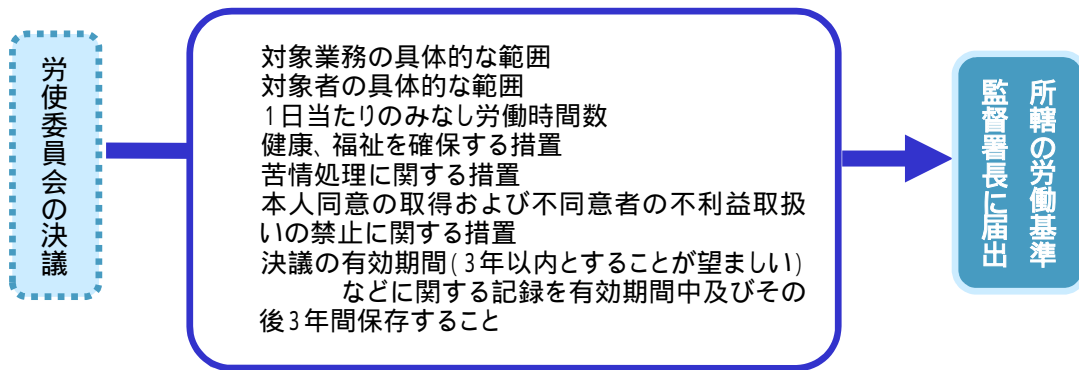 労使委員会の決議
対象業務の具体的な範囲
対象者の具体的な範囲
1日当たりのみなし労働時間数
健康、福祉を確保する措置
苦情処理に関する措置
本人同意の取得および不同意者の不利益取扱
いの禁止に関する措置
決議の有効期間(3年以内とすることが望ましい)
などに関する記録を有効期間中及びその
後3年間保存すること
所轄の労働基準
監督署長に届出